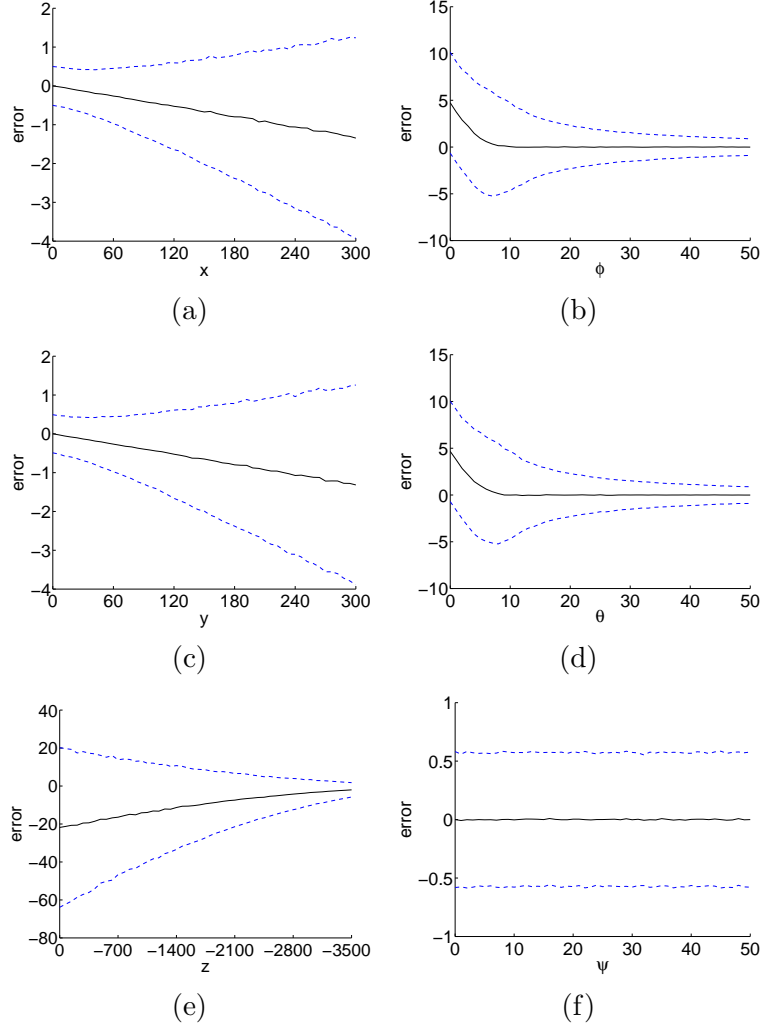 2
1
0
−1
−2
−3
−4
error
0 60 120 180 240 300
x
(a)
15
10
5
0
−5
−10
error
0 10 20 30 40 50
ϕ
(b)
2
1
0
−1
−2
−3
−4
error
0 60 120 180 240 300
y
(c)
15
10
5
0
−5
−10
error
0 10 20 30 40 50
θ
(d)
40
20
0
−20
−40
−60
−80
error
0 −700 −1400 −2100 −2800 −3500
z
(e)
1
0.5
0
−0.5
−1
error
0 10 20 30 40 50
ψ
(f)